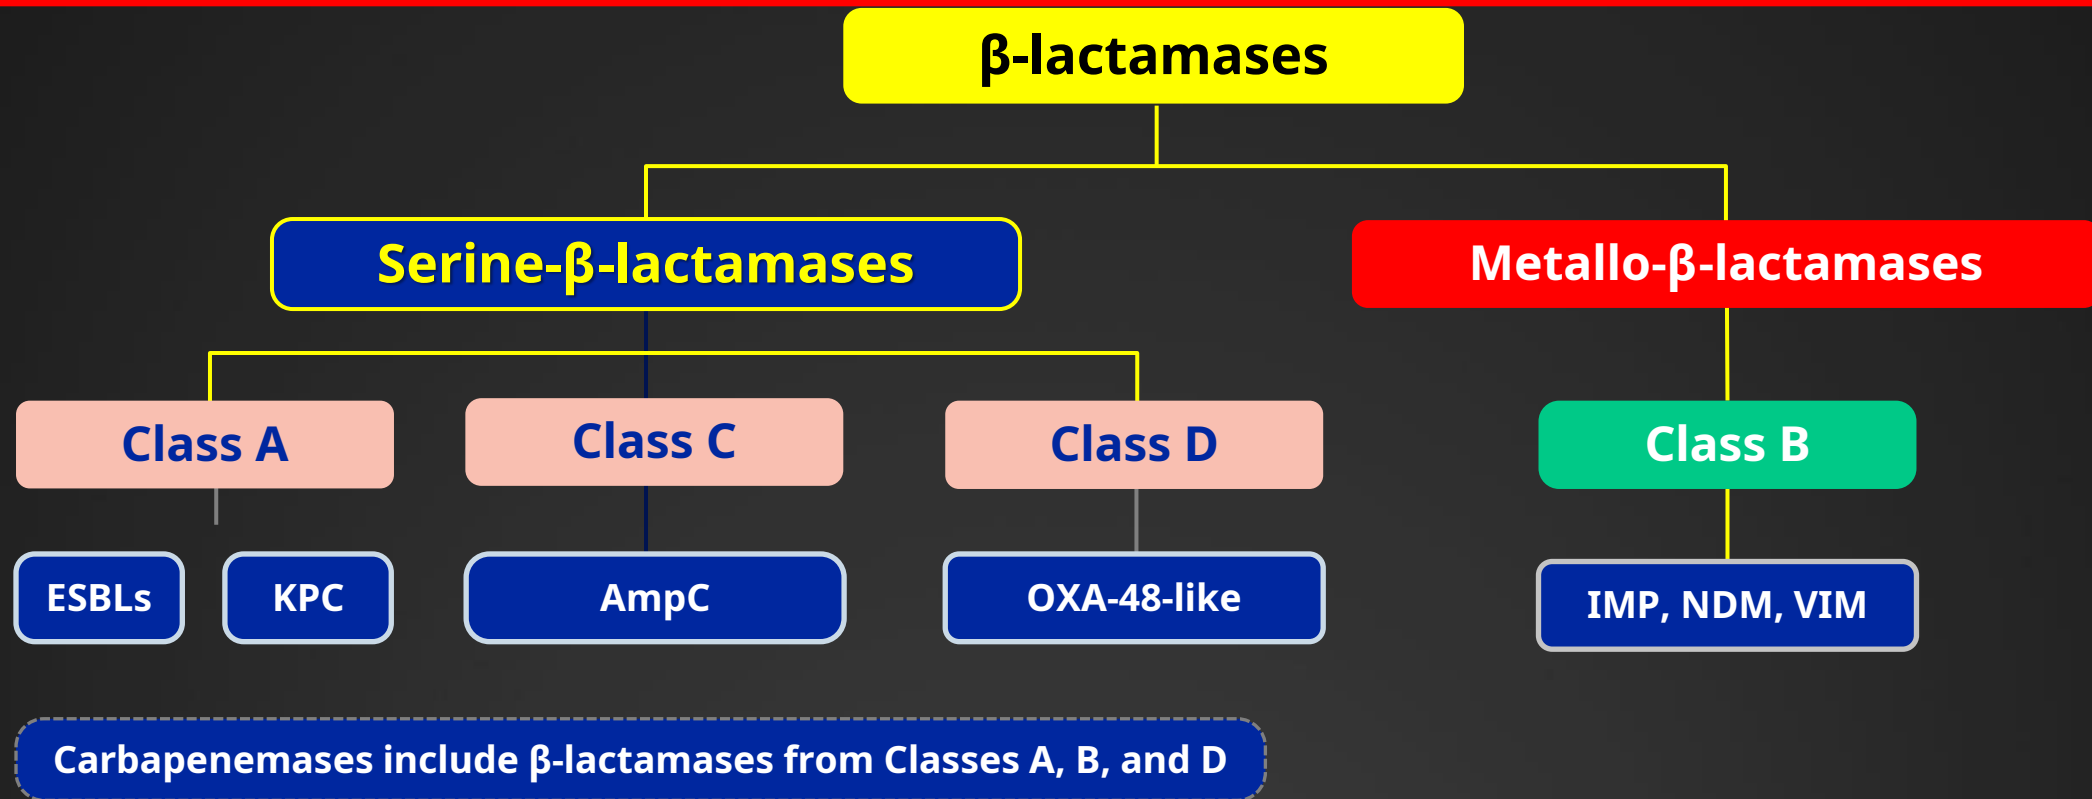 β-lactamases
Serine-β-lactamases
Metallo-β-lactamases
Class A
Class C
Class D
Class B
ESBLs
KPC
AmpC
OXA-48-like
IMP, NDM, VIM
Carbapenemases include β-lactamases from Classes A, B, and D